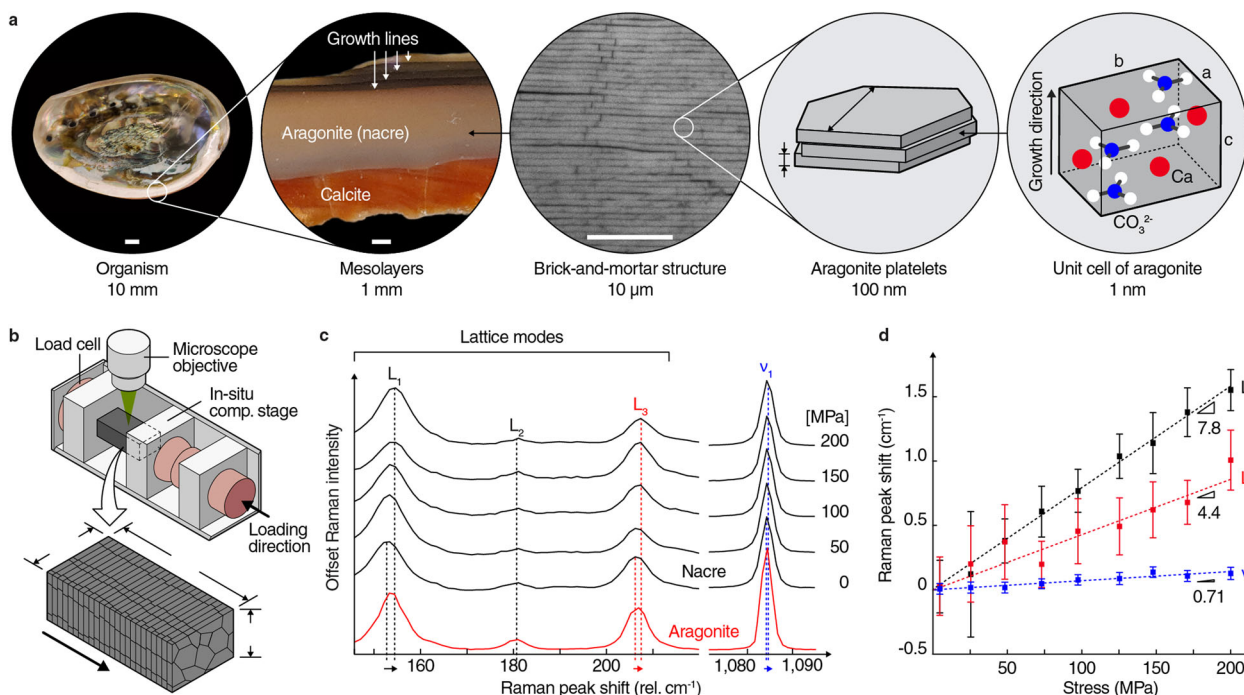 a
Growth lines
Aragonite (nacre)
Calcite
b
a
c
Growth direction
Ca
CO₃²⁻
Organism
10 mm
Mesolayers
1 mm
Brick-and-mortar structure
10 µm
Aragonite platelets
100 nm
Unit cell of aragonite
1 nm
b
Load cell
Microscope
objective
In-situ
comp. stage
Loading
direction
c
Lattice modes
L₁
L₂
L₃
ν₁
[MPa]
200
150
100
50
0
Nacre
Aragonite
Offset Raman intensity
160
180
200
1,080
1,090
Raman peak shift (rel. cm⁻¹)
d
Raman peak shift (cm⁻¹)
1.5
1.0
0.5
0
-0.5
7.8
4.4
0.71
0
50
100
150
200
Stress (MPa)